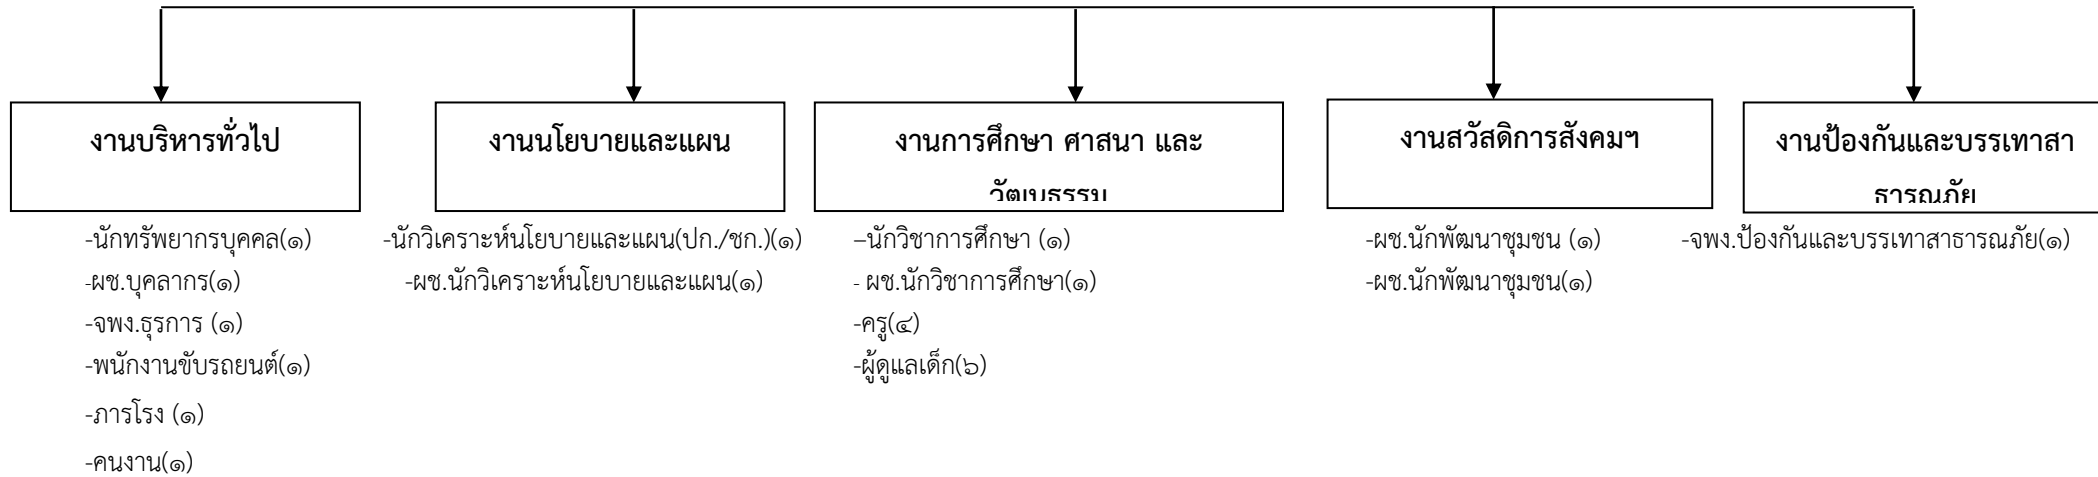 งานบริหารทั่วไป
-นักทรัพยากรบุคคล(๑)
-ผช.บุคลากร(๑)
-จพง.ธุรการ (๑)
-พนักงานขับรถยนต์(๑)
-ภารโรง (๑)
-คนงาน(๑)
งานนโยบายและแผน
-นักวิเคราะห์นโยบายและแผน(ปก./ชก.)(๑)
-ผช.นักวิเคราะห์นโยบายและแผน(๑)
งานการศึกษา ศาสนา และ
วัฒนธรรม
–นักวิชาการศึกษา (๑)
- ผช.นักวิชาการศึกษา(๑)
-ครู(๔)
-ผู้ดูแลเด็ก(๖)
งานสวัสดิการสังคมฯ
-ผช.นักพัฒนาชุมชน (๑)
-ผช.นักพัฒนาชุมชน(๑)
งานป้องกันและบรรเทาสา
ธารณภัย
-จพง.ป้องกันและบรรเทาสาธารณภัย(๑)